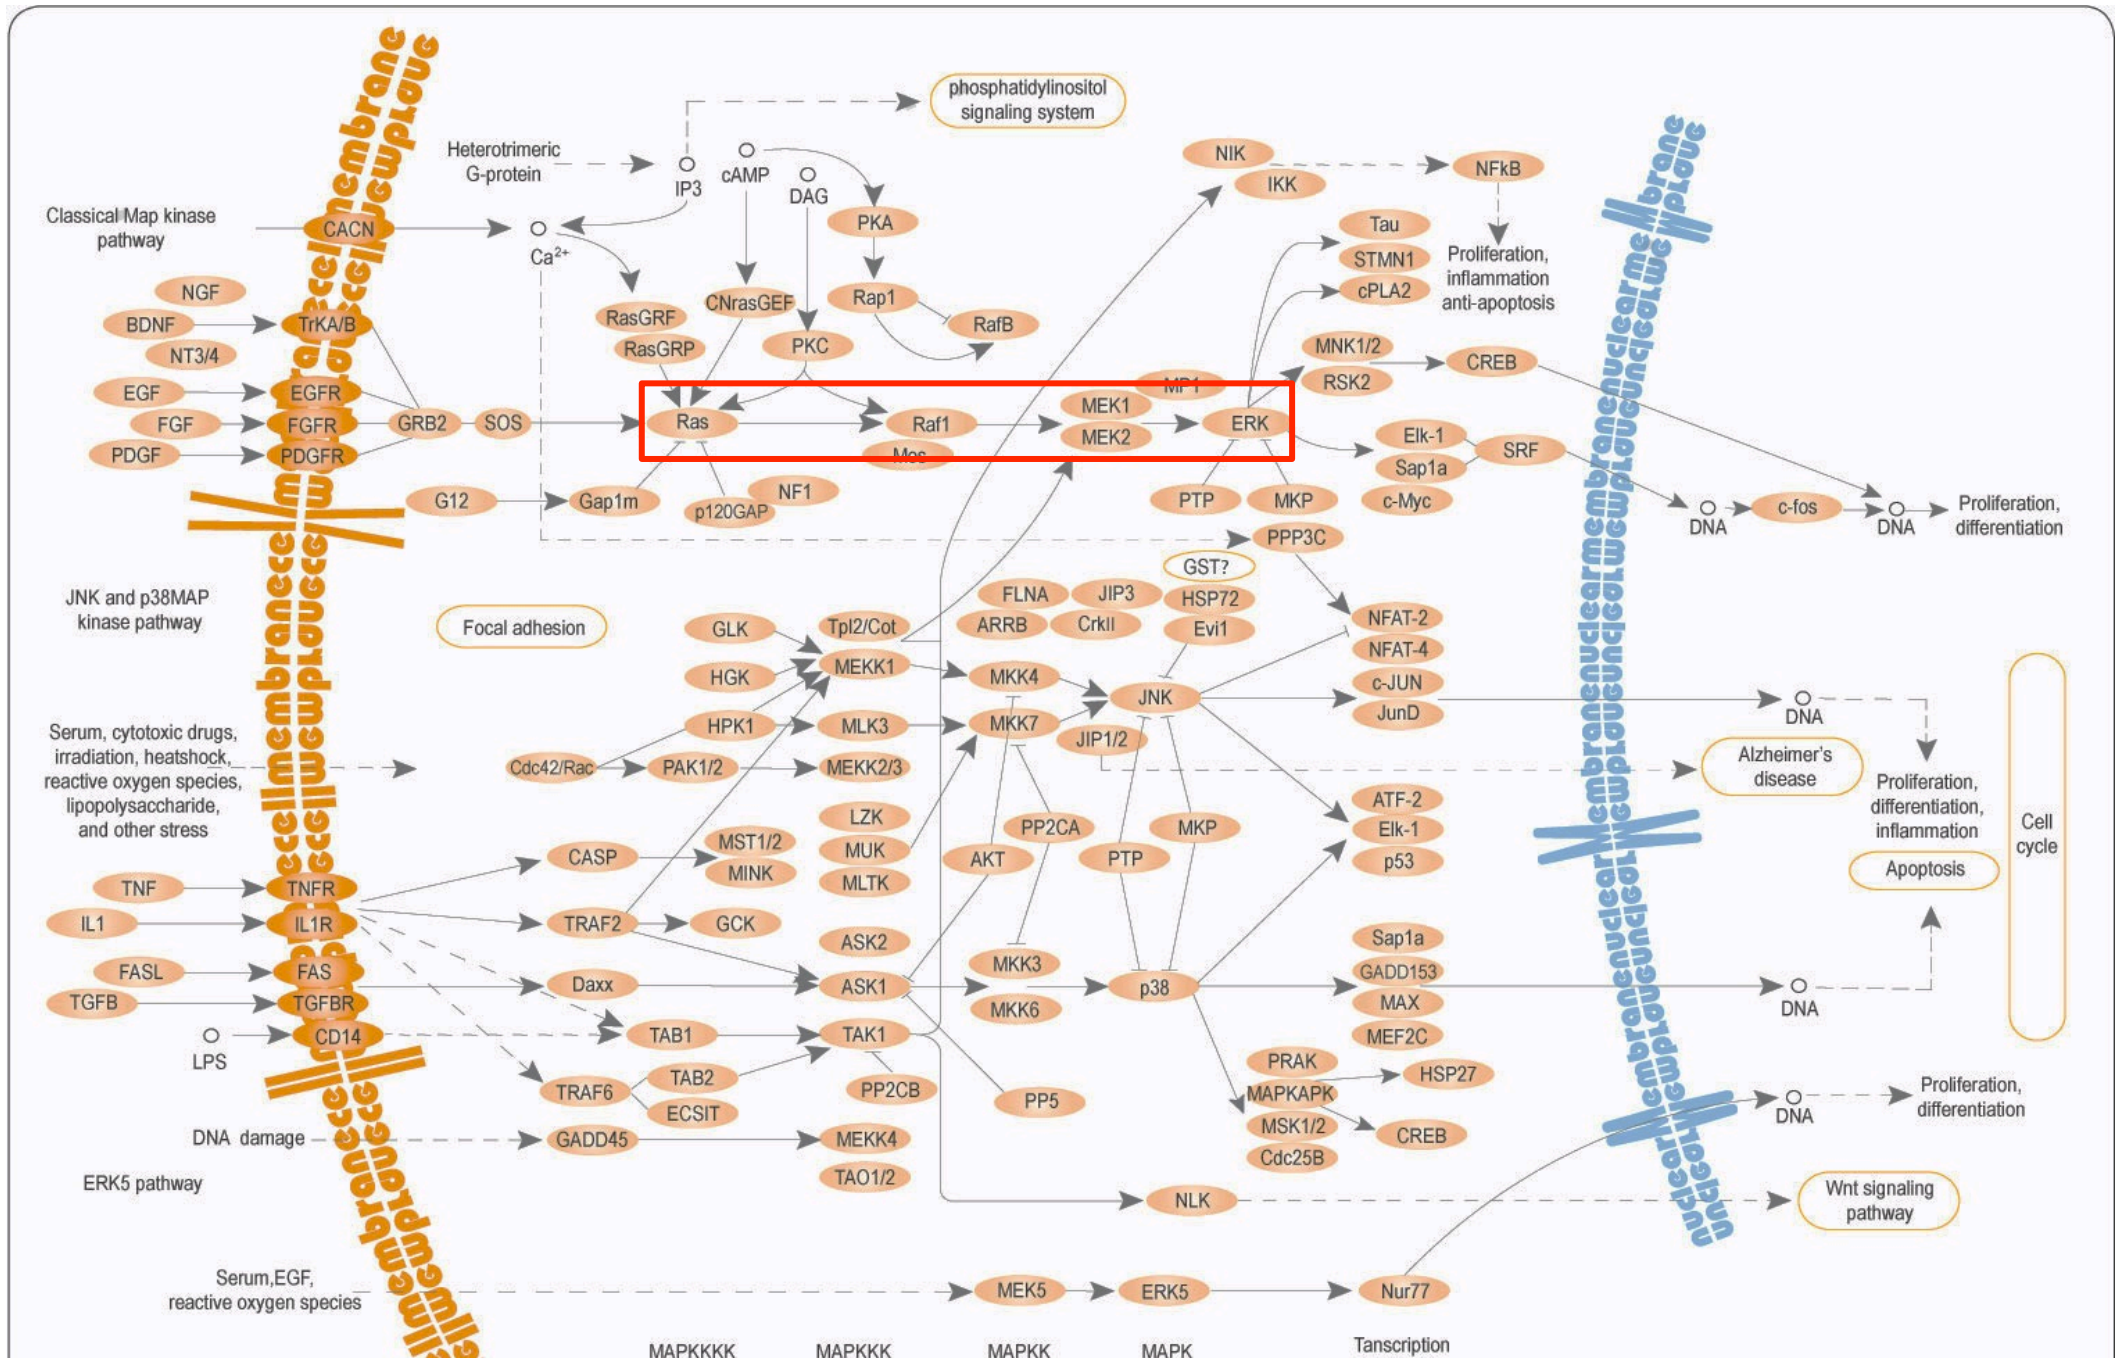 phosphatidylinositol
signaling system
Heterotrimeric
G-protein
IP3
cAMP
DAG
NIK
IKK
NFkB
Classical Map kinase
pathway
CACN
Ca²⁺
PKA
Tau
STMN1
cPLA2
Proliferation,
inflammation
anti-apoptosis
NGF
BDNF
NT3/4
TrKA/B
RasGRF
RasGRP
CNrasGEF
PKC
Rap1
RafB
MNK1/2
RSK2
CREB
EGF
EGFR
FGF
FGFR
PDGF
PDGFR
GRB2
SOS
Ras
Raf1
Mos
MEK1
MEK2
MP1
ERK
Elk-1
Sap1a
c-Myc
SRF
G12
Gap1m
p120GAP
NF1
PTP
MKP
PPP3C
DNA
c-fos
DNA
Proliferation,
differentiation
JNK and p38MAP
kinase pathway
Focal adhesion
GLK
HGK
HPK1
Tpl2/Cot
MEKK1
MLK3
FLNA
ARRB
JIP3
CrkII
GST?
HSP72
Evi1
NFAT-2
NFAT-4
c-JUN
JunD
MKK4
MKK7
JNK
JIP1/2
DNA
Serum, cytotoxic drugs,
irradiation, heatshock,
reactive oxygen species,
lipopolysaccharide,
and other stress
Cdc42/Rac
PAK1/2
MEKK2/3
Alzheimer's
disease
Proliferation,
differentiation,
inflammation
Apoptosis
Cell
cycle
LZK
MUK
MLTK
PP2CA
AKT
PTP
MKP
ATF-2
Elk-1
p53
TNF
TNFR
IL1
IL1R
FASL
FAS
TGFB
TGFBR
LPS
CD14
CASP
MST1/2
MINK
TRAF2
GCK
ASK2
Daxx
ASK1
MKK3
MKK6
p38
Sap1a
GADD153
MAX
MEF2C
DNA
TAB1
TAK1
TRAF6
TAB2
ECSIT
PP2CB
PP5
PRAK
MAPKAPK
MSK1/2
Cdc25B
HSP27
CREB
DNA
Proliferation,
differentiation
DNA damage
GADD45
MEKK4
TAO1/2
ERK5 pathway
NLK
Wnt signaling
pathway
Serum,EGF,
reactive oxygen species
MEK5
ERK5
Nur77
MAPKKKK
MAPKKK
MAPKK
MAPK
Tanscription